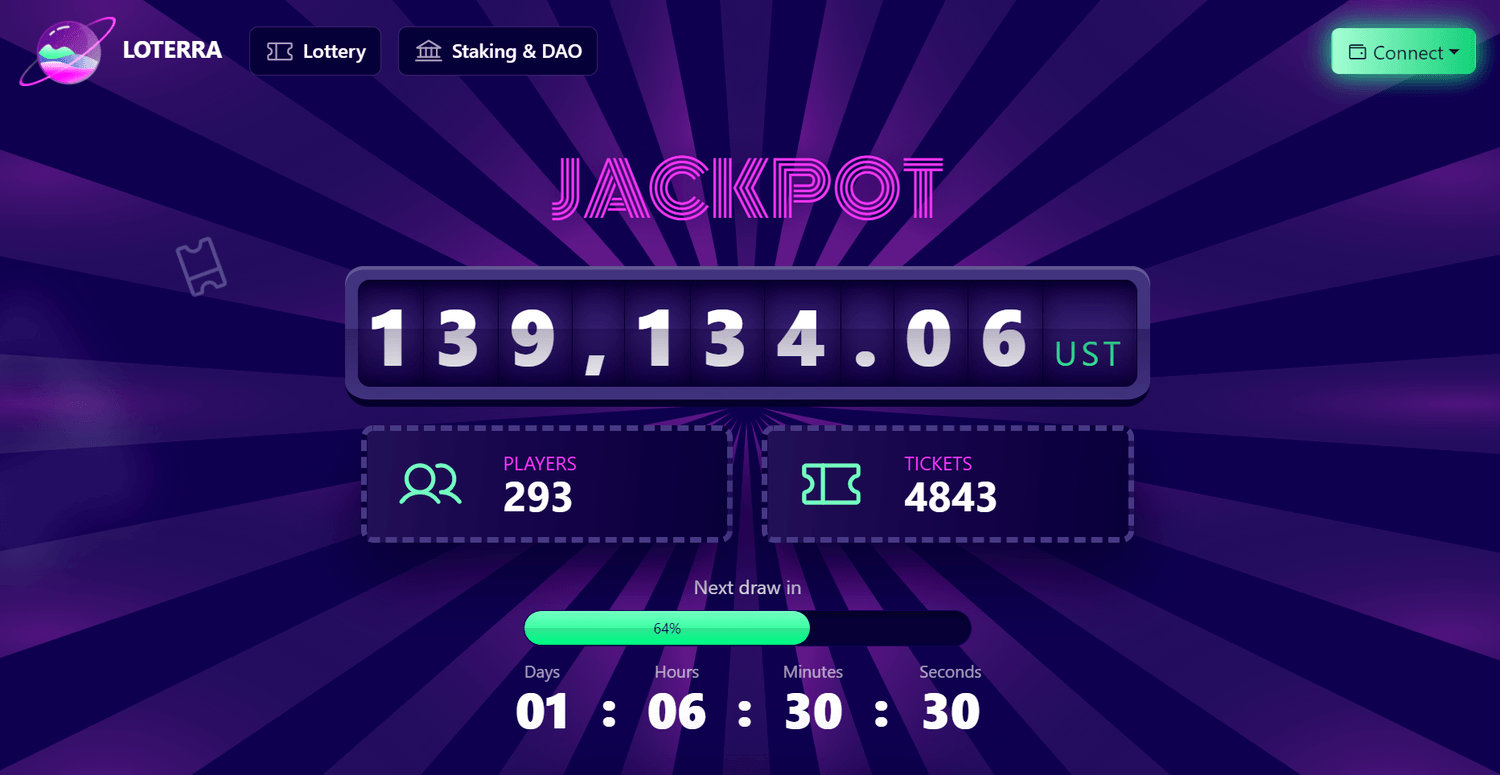 LOTERRA
Lottery
Staking & DAO
Connect
JACKPOT
139,134.06 UST
PLAYERS
293
TICKETS
4843
Next draw in
64%
Days Hours Minutes Seconds
01 : 06 : 30 : 30